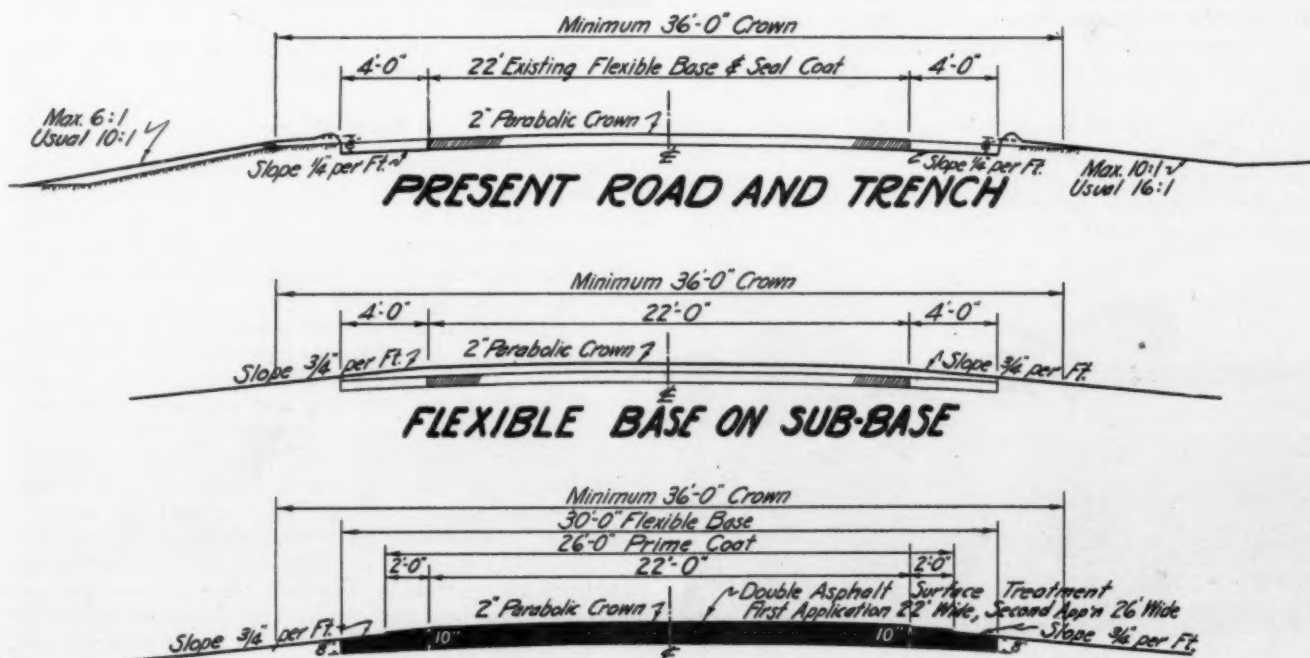 Minimum 36'-0" Crown
4'-0" 22' Existing Flexible Base & Seal Coat 4'-0"
Max. 6:1
Usual 10:1
2" Parabolic Crown
Slope ¼" per Ft.
Slope ¼" per Ft.
Max. 10:1
Usual 16:1
PRESENT ROAD AND TRENCH
Minimum 36'-0" Crown
4'-0" 22'-0" 4'-0"
Slope 3/4" per Ft.
2" Parabolic Crown
Slope ¾" per Ft.
FLEXIBLE BASE ON SUB-BASE
Minimum 36'-0" Crown
30'-0" Flexible Base
26'-0" Prime Coat
2'-0" 22'-0" 2'-0"
Double Asphalt Surface Treatment
2" Parabolic Crown
First Application 22' Wide, Second App'n 26' Wide
Slope 3/4" per Ft.
Slope ¾" per Ft.
10" 10"
8" 8"